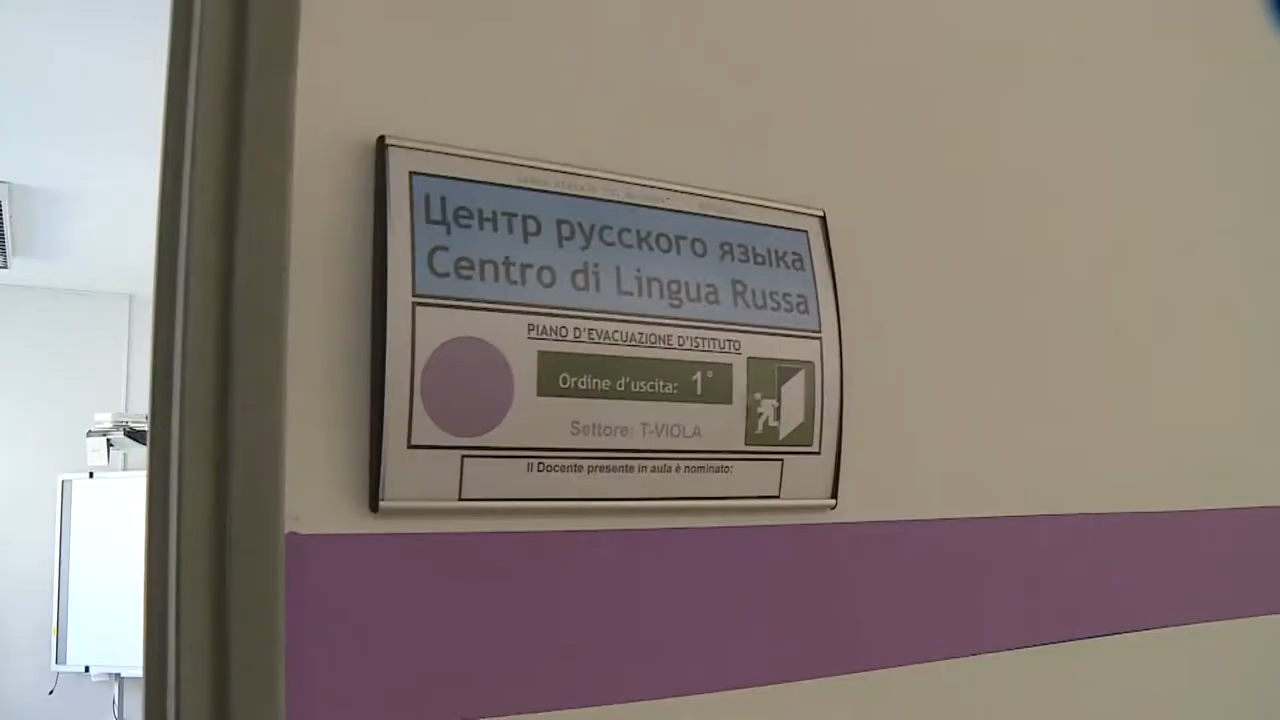 Центр русского языка
Centro di Lingua Russa
PIANO D'EVACUAZIONE D'ISTITUTO
Ordine d'uscita: 1°
Settore: T-VIOLA
Il Docente presente in aula è nominato: